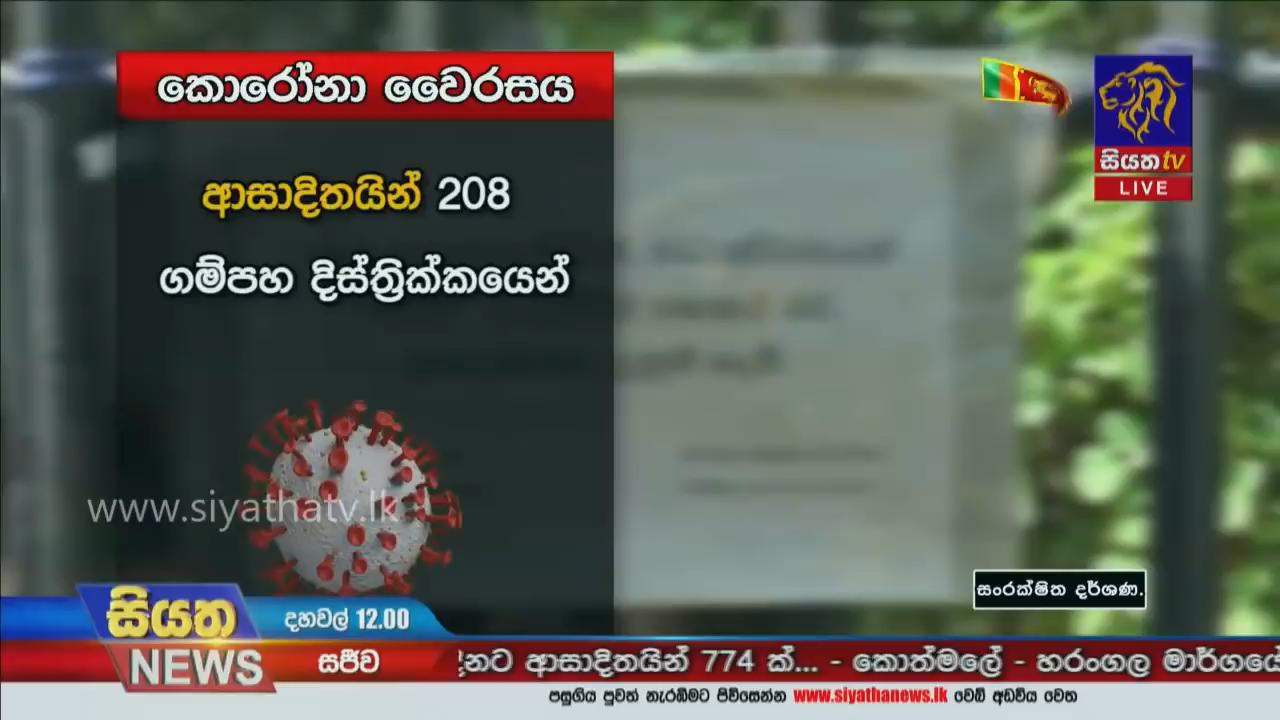 කොරෝනා වෛරසය
ආසාදිතයින් 208
ගම්පහ දිස්ත්‍රික්කයෙන්
සියත tv
LIVE
www.siyathatv.lk
සංරක්ෂිත දර්ශණ.
සියත
NEWS
දහවල් 12.00
සජීව
ආසාදිතයින් 774 ක්... - කොත්මලේ - හරංගල මාර්ගයේ
පසුගිය පුවත් නැරඹීමට පිවිසෙන්න www.siyathanews.lk වෙබ් අඩවිය වෙත